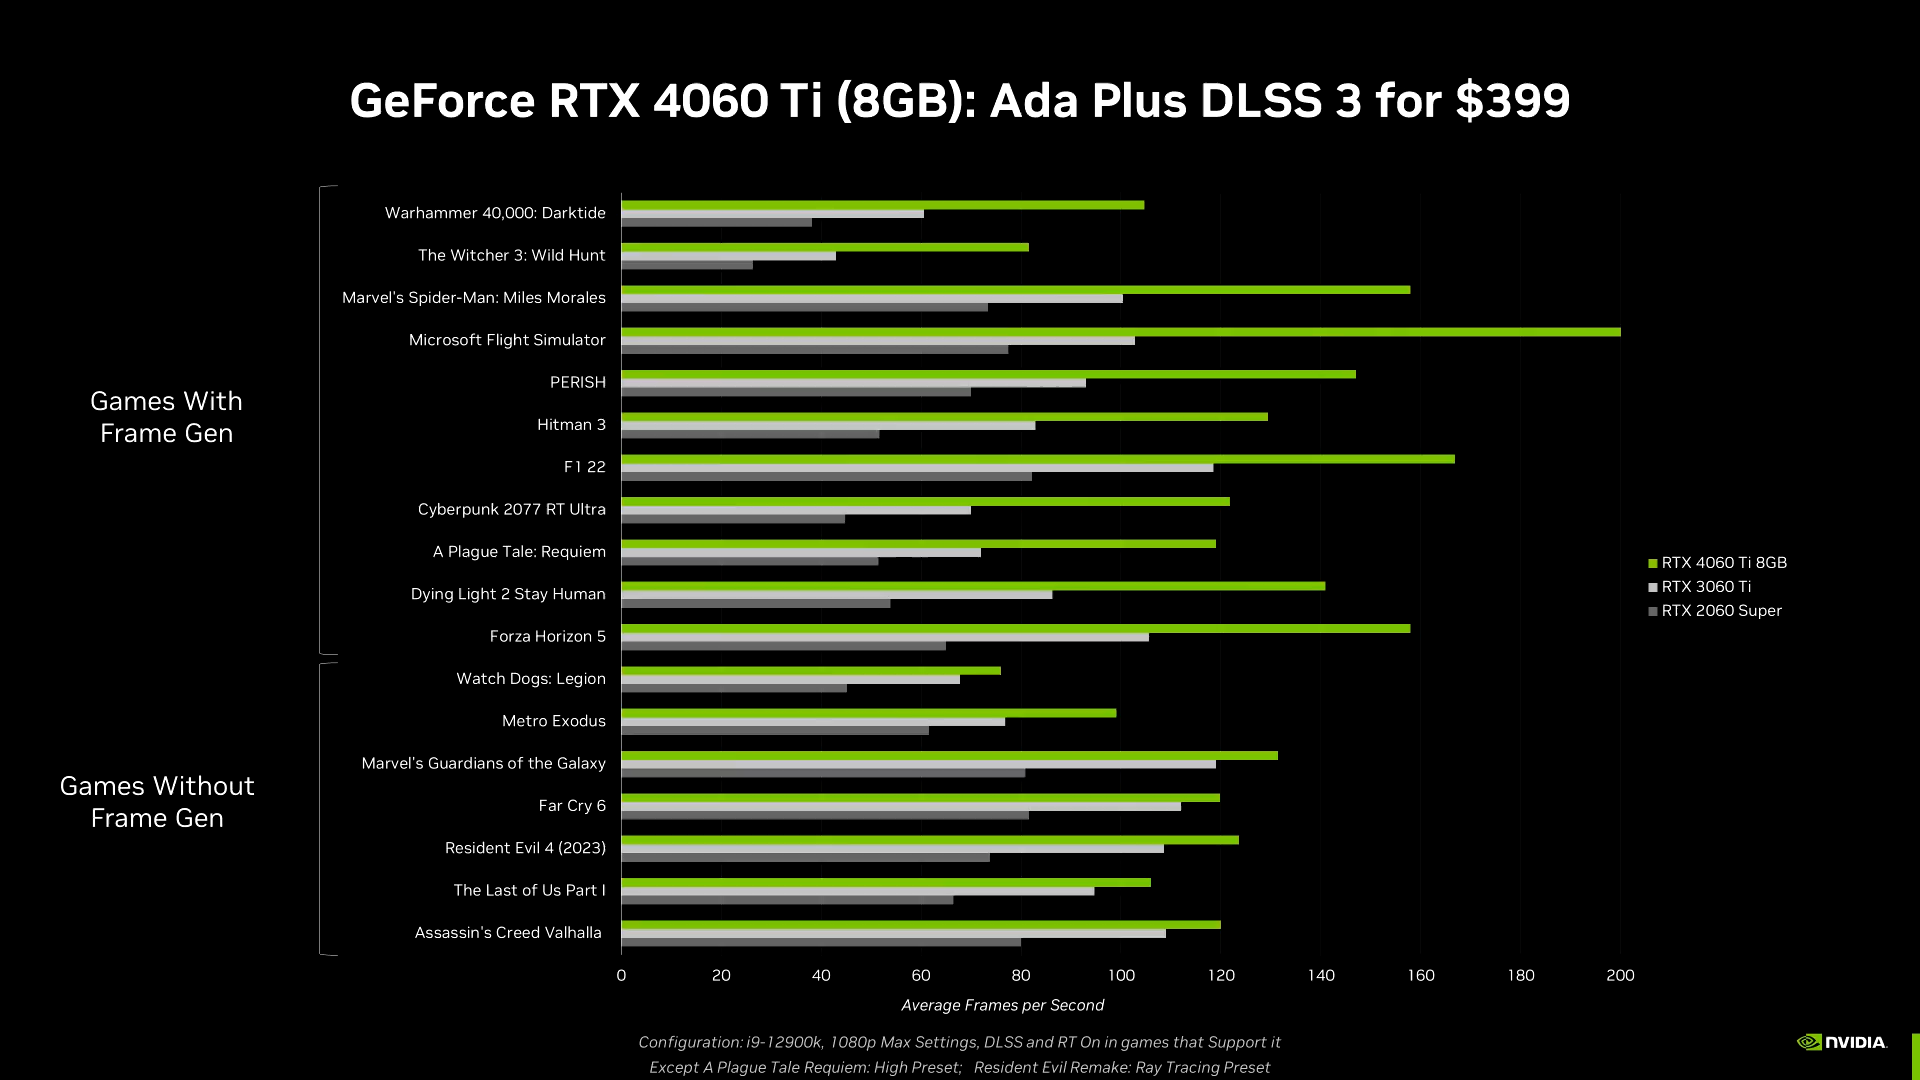 GeForce RTX 4060 Ti (8GB): Ada Plus DLSS 3 for $399
Games With
Frame Gen
Warhammer 40,000: Darktide
The Witcher 3: Wild Hunt
Marvel's Spider-Man: Miles Morales
Microsoft Flight Simulator
PERISH
Hitman 3
F1 22
Cyberpunk 2077 RT Ultra
A Plague Tale: Requiem
Dying Light 2 Stay Human
Forza Horizon 5
Games Without
Frame Gen
Watch Dogs: Legion
Metro Exodus
Marvel's Guardians of the Galaxy
Far Cry 6
Resident Evil 4 (2023)
The Last of Us Part I
Assassin's Creed Valhalla
RTX 4060 Ti 8GB
RTX 3060 Ti
RTX 2060 Super
0 20 40 60 80 100 120 140 160 180 200
Average Frames per Second
Configuration: i9-12900k, 1080p Max Settings, DLSS and RT On in games that Support it
Except A Plague Tale Requiem: High Preset; Resident Evil Remake: Ray Tracing Preset
NVIDIA.